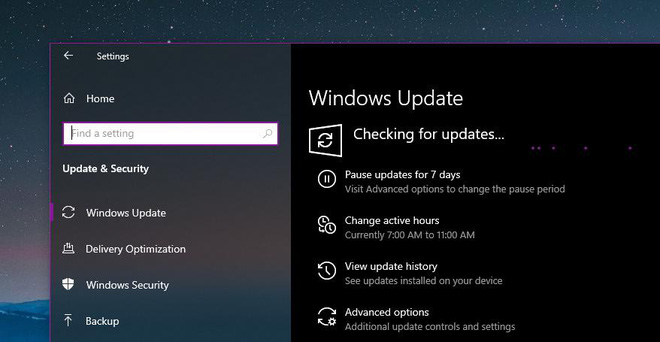 Settings
Home
Find a setting
Update & Security
Windows Update
Delivery Optimization
Windows Security
Backup
Windows Update
Checking for updates...
Pause updates for 7 days
Visit Advanced options to change the pause period
Change active hours
Currently 7:00 AM to 11:00 AM
View update history
See updates installed on your device
Advanced options
Additional update controls and settings